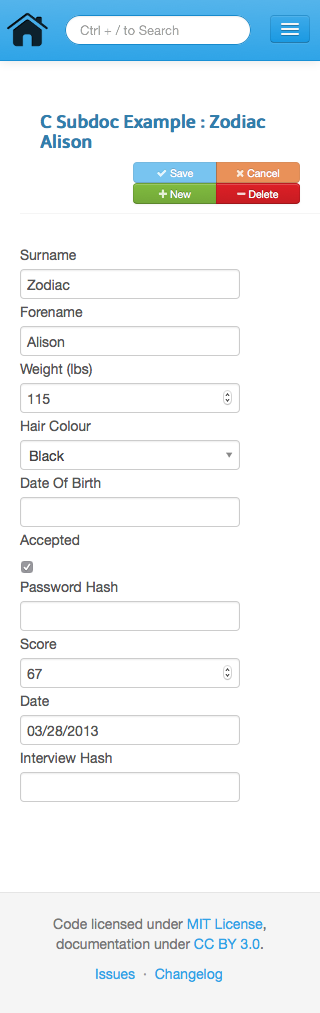 Ctrl + / to Search
C Subdoc Example : Zodiac
Alison
Save Cancel
New Delete
Surname
Zodiac
Forename
Alison
Weight (lbs)
115
Hair Colour
Black
Date Of Birth
Accepted
Password Hash
Score
67
Date
03/28/2013
Interview Hash
Code licensed under MIT License,
documentation under CC BY 3.0.
Issues · Changelog